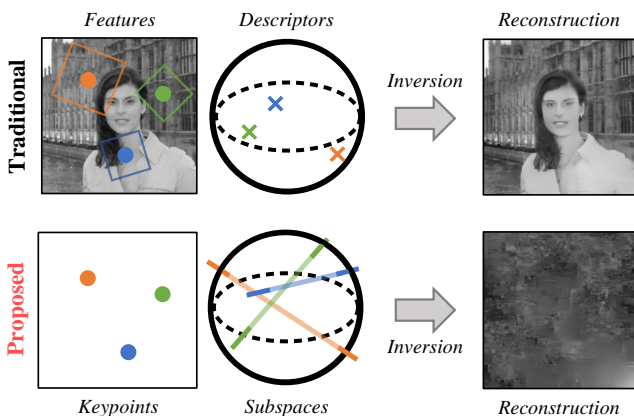 Features
Descriptors
Reconstruction
Traditional
Inversion
Proposed
Inversion
Keypoints
Subspaces
Reconstruction